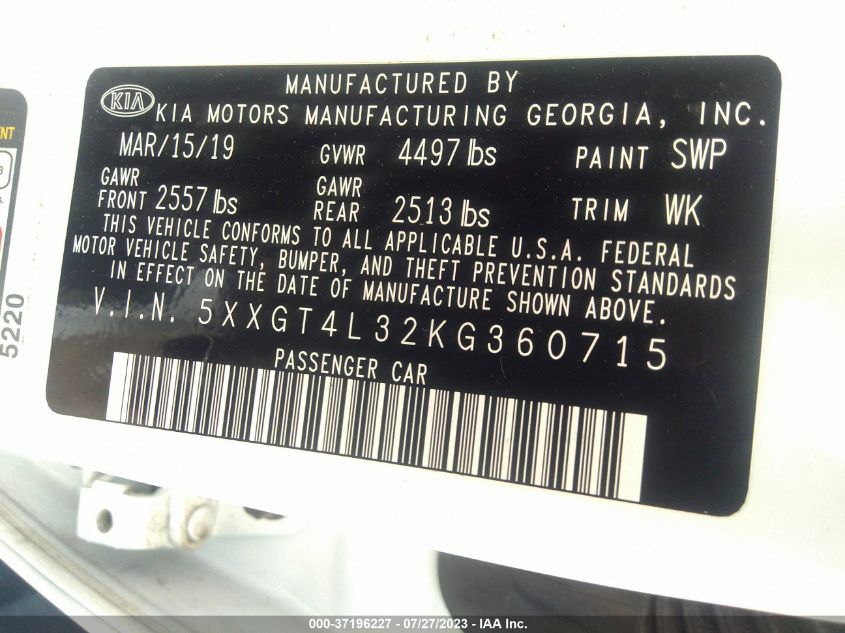 MANUFACTURED BY
KIA KIA MOTORS MANUFACTURING GEORGIA, INC.
MAR/15/19 GVWR 4497 lbs PAINT SWP
GAWR FRONT 2557 lbs GAWR REAR 2513 lbs TRIM WK
THIS VEHICLE CONFORMS TO ALL APPLICABLE U.S.A. FEDERAL
MOTOR VEHICLE SAFETY, BUMPER, AND THEFT PREVENTION STANDARDS
IN EFFECT ON THE DATE OF MANUFACTURE SHOWN ABOVE.
V.I.N. 5XXGT4L32KG360715
PASSENGER CAR
5220
000-37196227 - 07/27/2023 - IAA Inc.